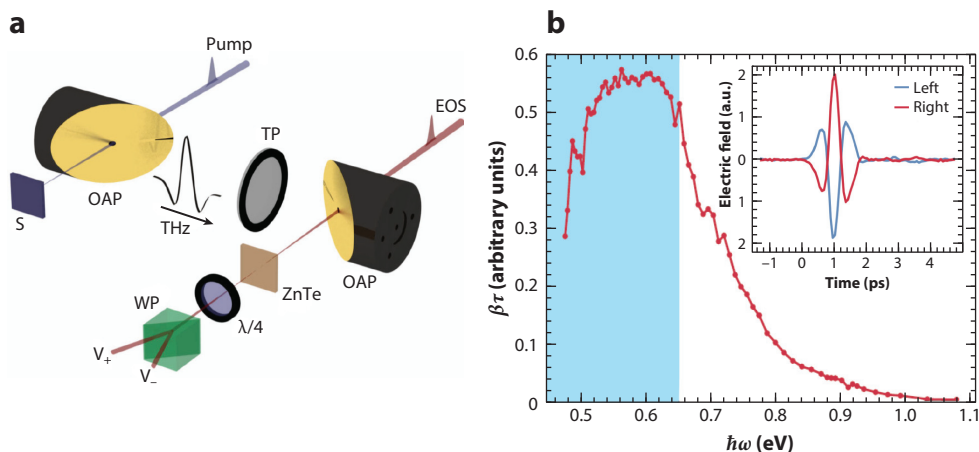 a
Pump
EOS
TP
OAP
S
THz
OAP
ZnTe
λ/4
WP
V+
V−
b
0.6
0.5
0.4
0.3
0.2
0.1
0
βτ (arbitrary units)
0.5
0.6
0.7
0.8
0.9
1.0
1.1
ℏω (eV)
Left
Right
2
1
0
1
2
Electric field (a.u.)
−1
0
1
2
3
4
Time (ps)